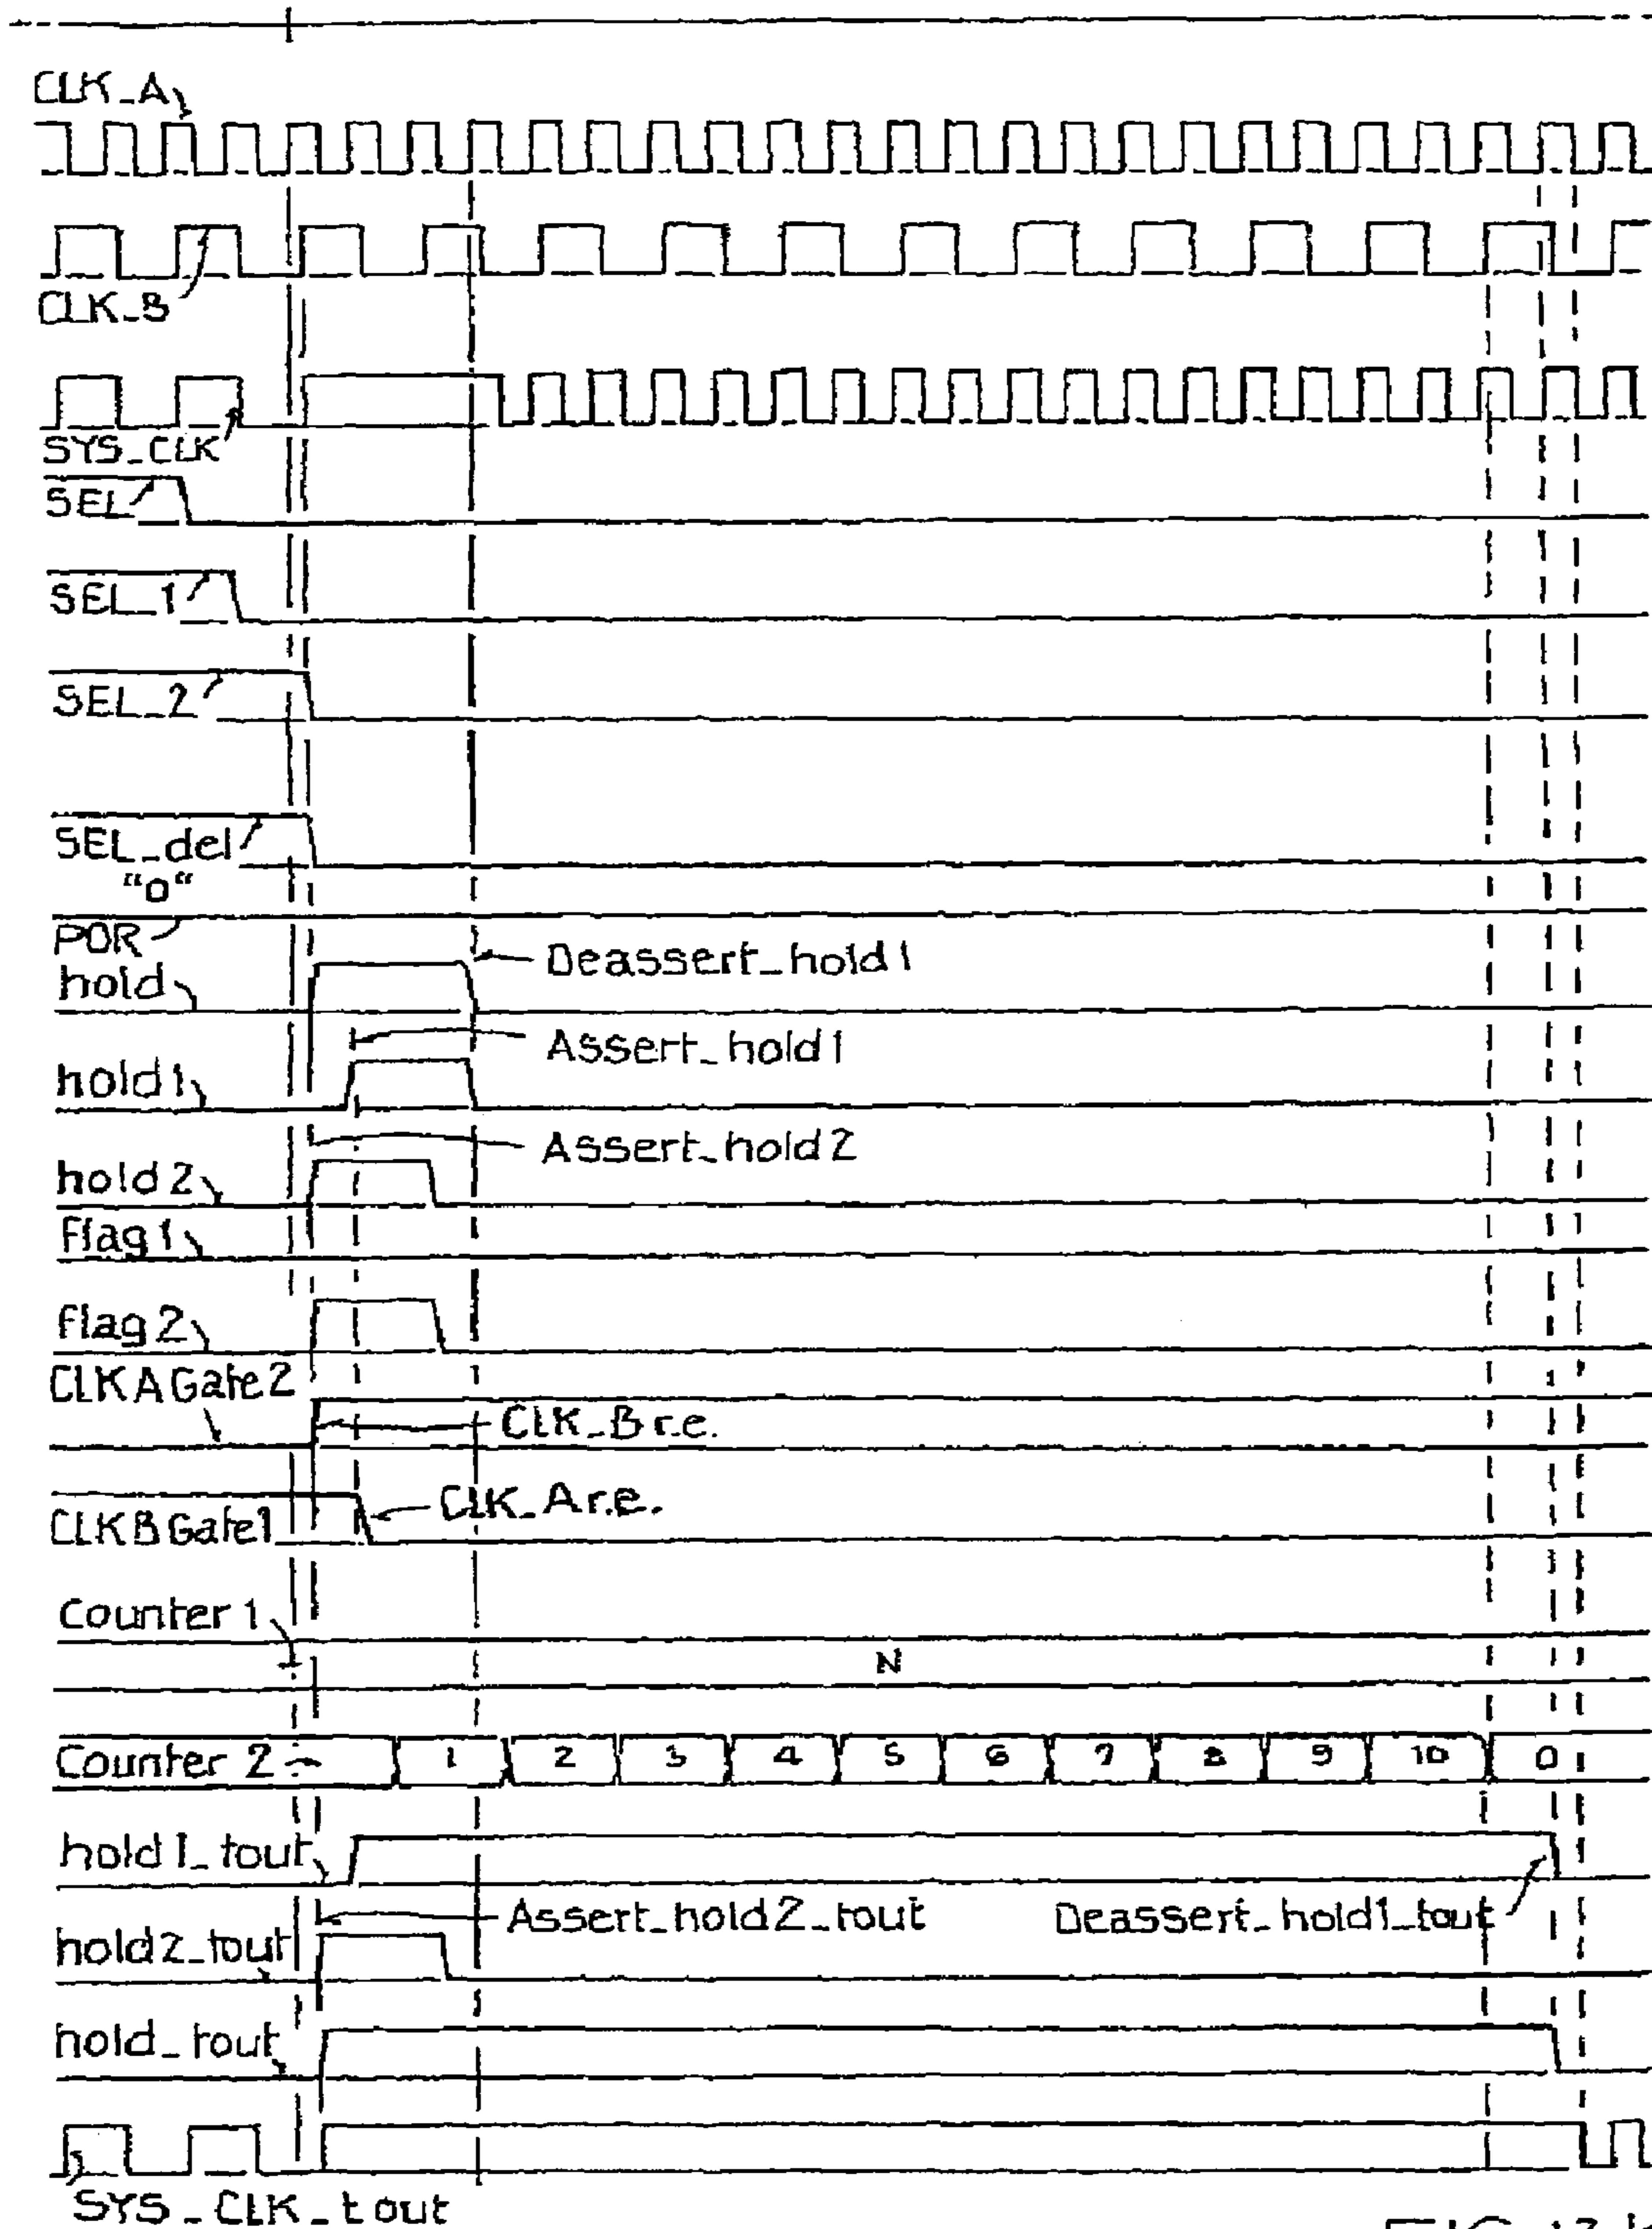 CLK_A
CLK_B
SYS_CLK
SEL
SEL_1
SEL_2
SEL_del
"0"
POR
hold
Deassert_hold1
Assert_hold1
hold1
Assert_hold2
hold2
flag1
flag2
CLKAGate2
CLK_B r.e.
CLK_A r.e.
CLKBGate1
Counter 1
N
Counter 2 1 2 3 4 5 6 7 8 9 10 0
hold1_tout
Assert_hold2_tout Deassert_hold1_tout
hold2_tout
hold_tout
SYS_CLK_tout